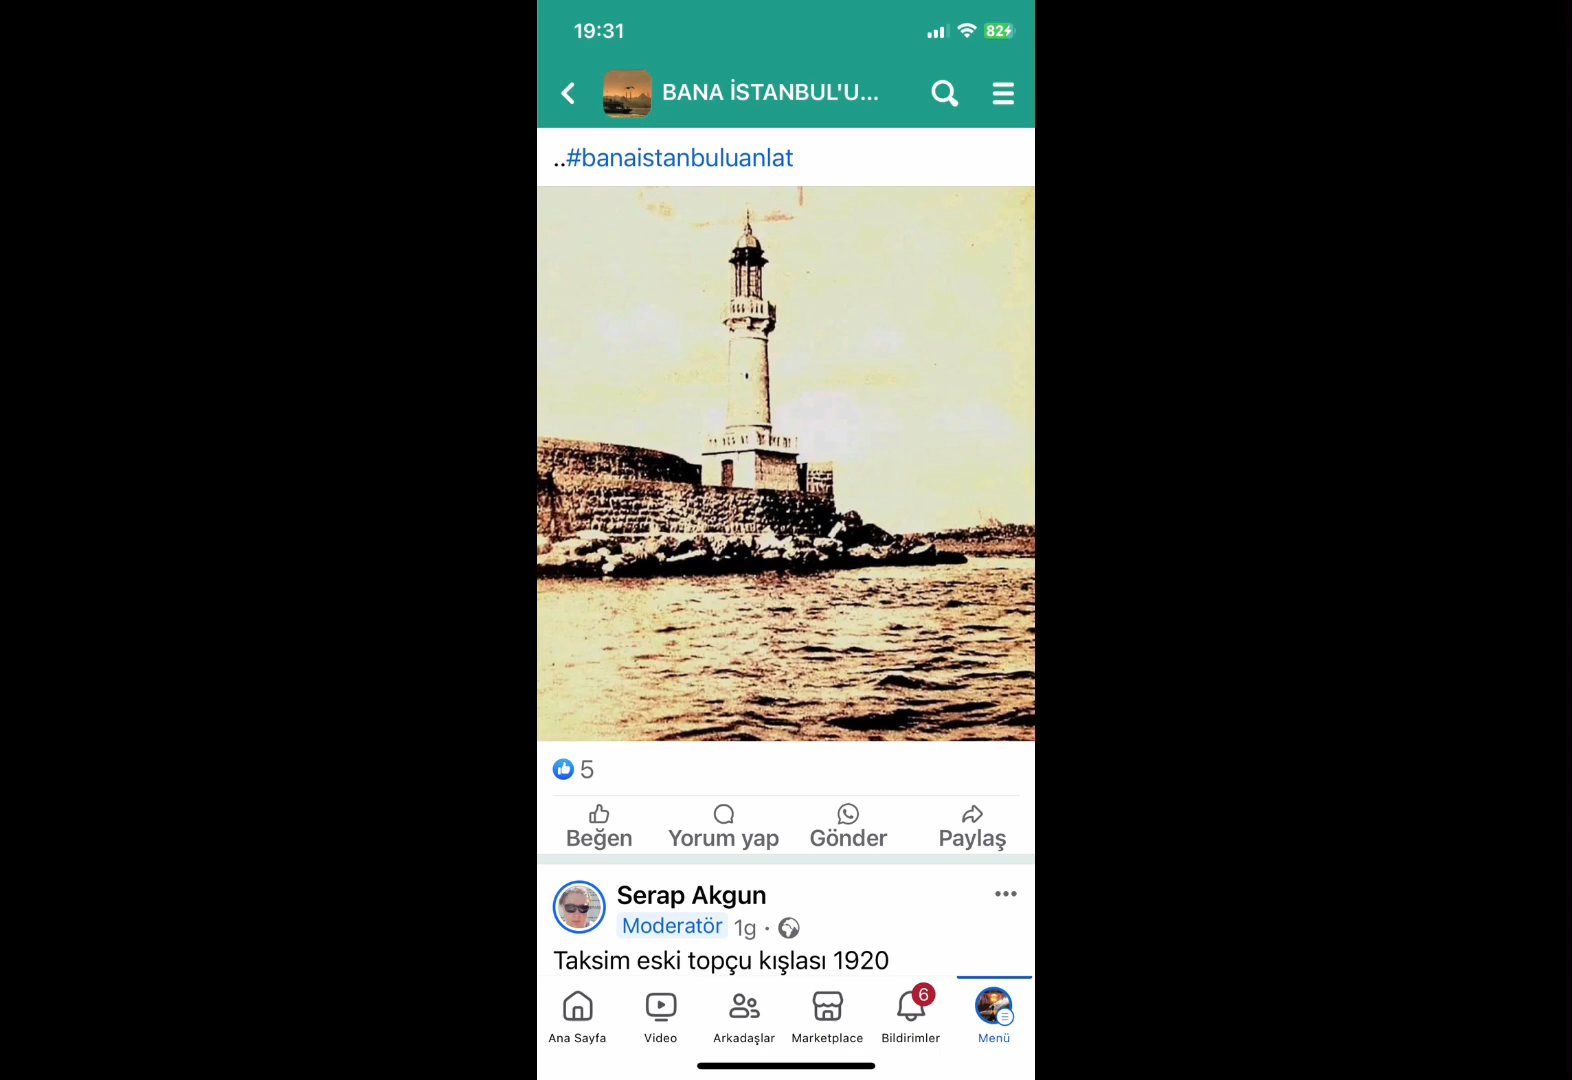 19:31
82
BANA İSTANBUL'U...
..#banaistanbuluanlat
5
Beğen Yorum yap Gönder Paylaş
Serap Akgun
Moderatör 1g ·
Taksim eski topçu kışlası 1920
6
Ana Sayfa Video Arkadaşlar Marketplace Bildirimler Menü